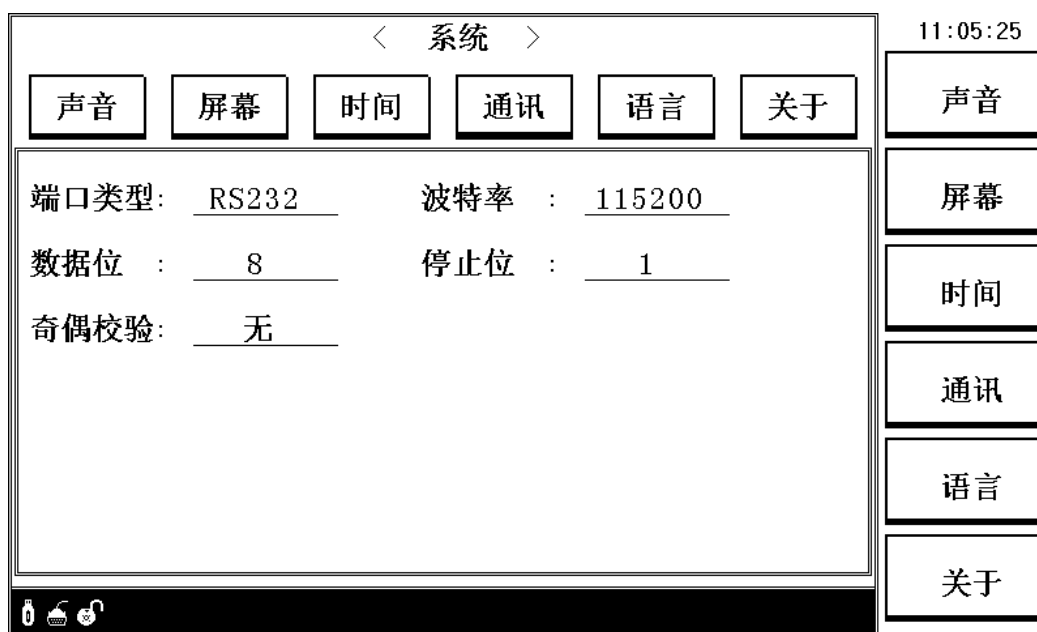 < 系统 >
11:05:25
声音 屏幕 时间 通讯 语言 关于
端口类型: RS232 波特率 : 115200
数据位 : 8 停止位 : 1
奇偶校验: 无
声音
屏幕
时间
通讯
语言
关于